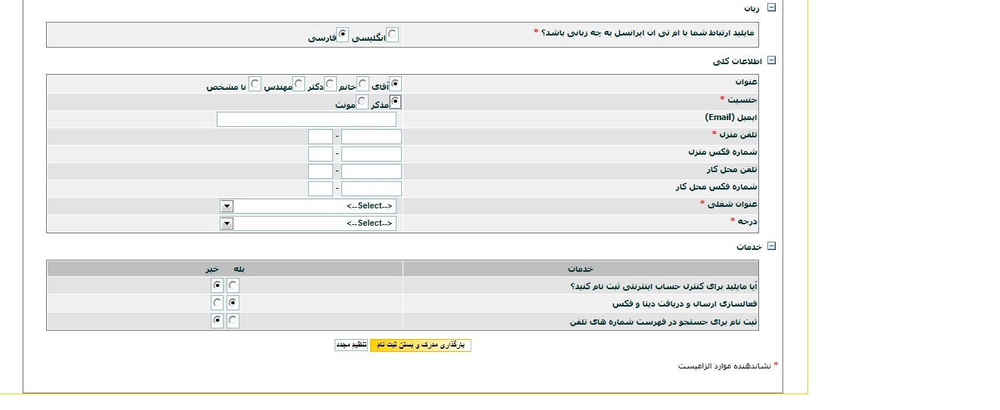 زبان
مایلید ارتباط شما با ام تی ان ایرانسل به چه زبانی باشد؟ * انگلیسی فارسی
اطلاعات کلی
عنوان آقای خانم دکتر مهندس نا مشخص
جنسیت * مذکر مونث
ایمیل (Email)
تلفن منزل * -
شماره فکس منزل -
تلفن محل کار -
شماره فکس محل کار -
عنوان شغلی * <--Select-->
درجه * <--Select-->
خدمات
خدمات بله خیر
آیا مایلید برای کنترل حساب اینترنتی ثبت نام کنید؟
فعالسازی ارسال و دریافت دیتا و فکس
ثبت نام برای جستجو در فهرست شماره های تلفن
بارگذاری مدرک و بستن ثبت نام تنظیم مجدد
* نشاندهنده موارد الزامیست